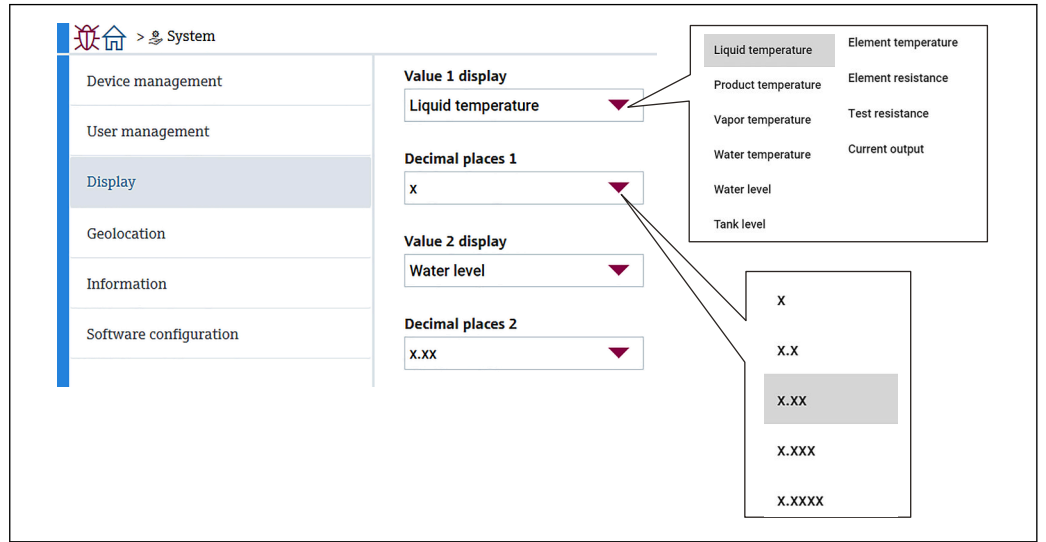 > System
Device management
User management
Display
Geolocation
Information
Software configuration
Value 1 display
Liquid temperature
Decimal places 1
x
Value 2 display
Water level
Decimal places 2
x.xx
Liquid temperature
Product temperature
Vapor temperature
Water temperature
Water level
Tank level
Element temperature
Element resistance
Test resistance
Current output
x
x.x
x.xx
x.xxx
x.xxxx